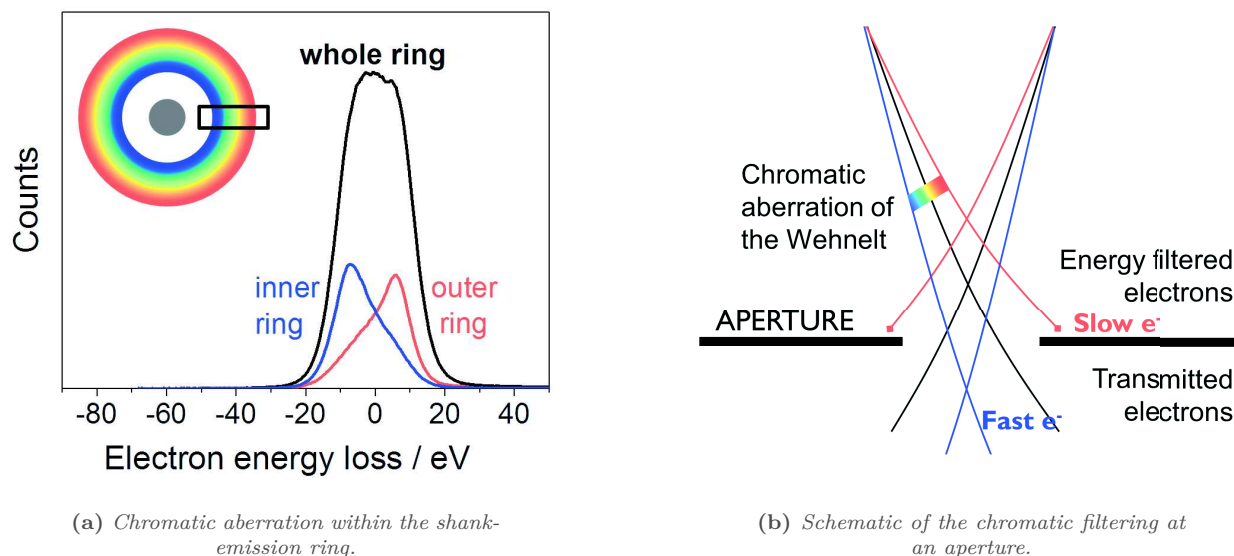 whole ring
Counts
inner
ring
outer
ring
-80 -60 -40 -20 0 20 40
Electron energy loss / eV
(a) Chromatic aberration within the shank-
emission ring.
Chromatic
aberration of
the Wehnelt
Energy filtered
electrons
APERTURE
Slow e-
Transmitted
electrons
Fast e-
(b) Schematic of the chromatic filtering at
an aperture.